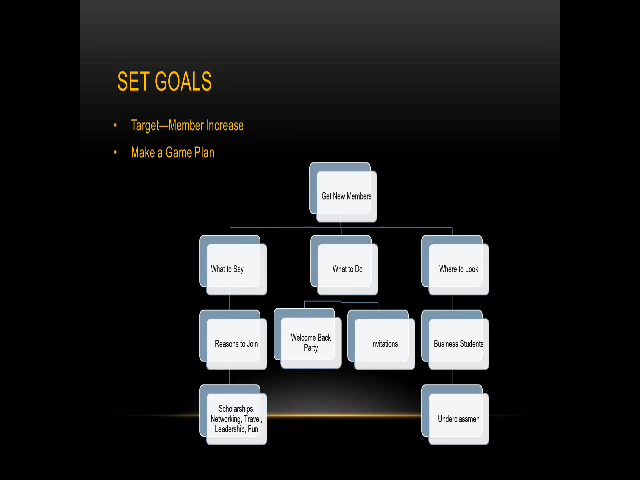 SET GOALS
• Target—Member Increase
• Make a Game Plan
Get New Members
What to Say
What to Do
Where to Look
Reasons to Join
Welcome Back
Party
Invitations
Business Students
Scholarships,
Networking, Travel,
Leadership, Fun
Underclassmen